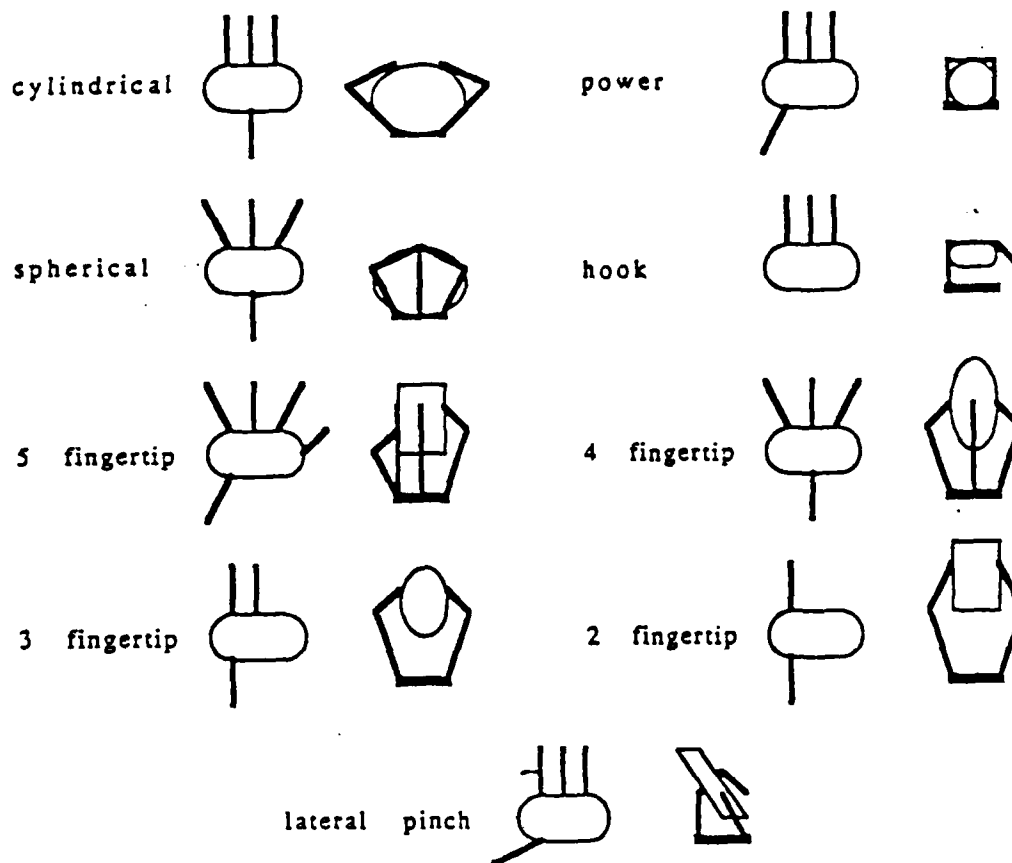 cylindrical
power
spherical
hook
5 fingertip
4 fingertip
3 fingertip
2 fingertip
lateral pinch